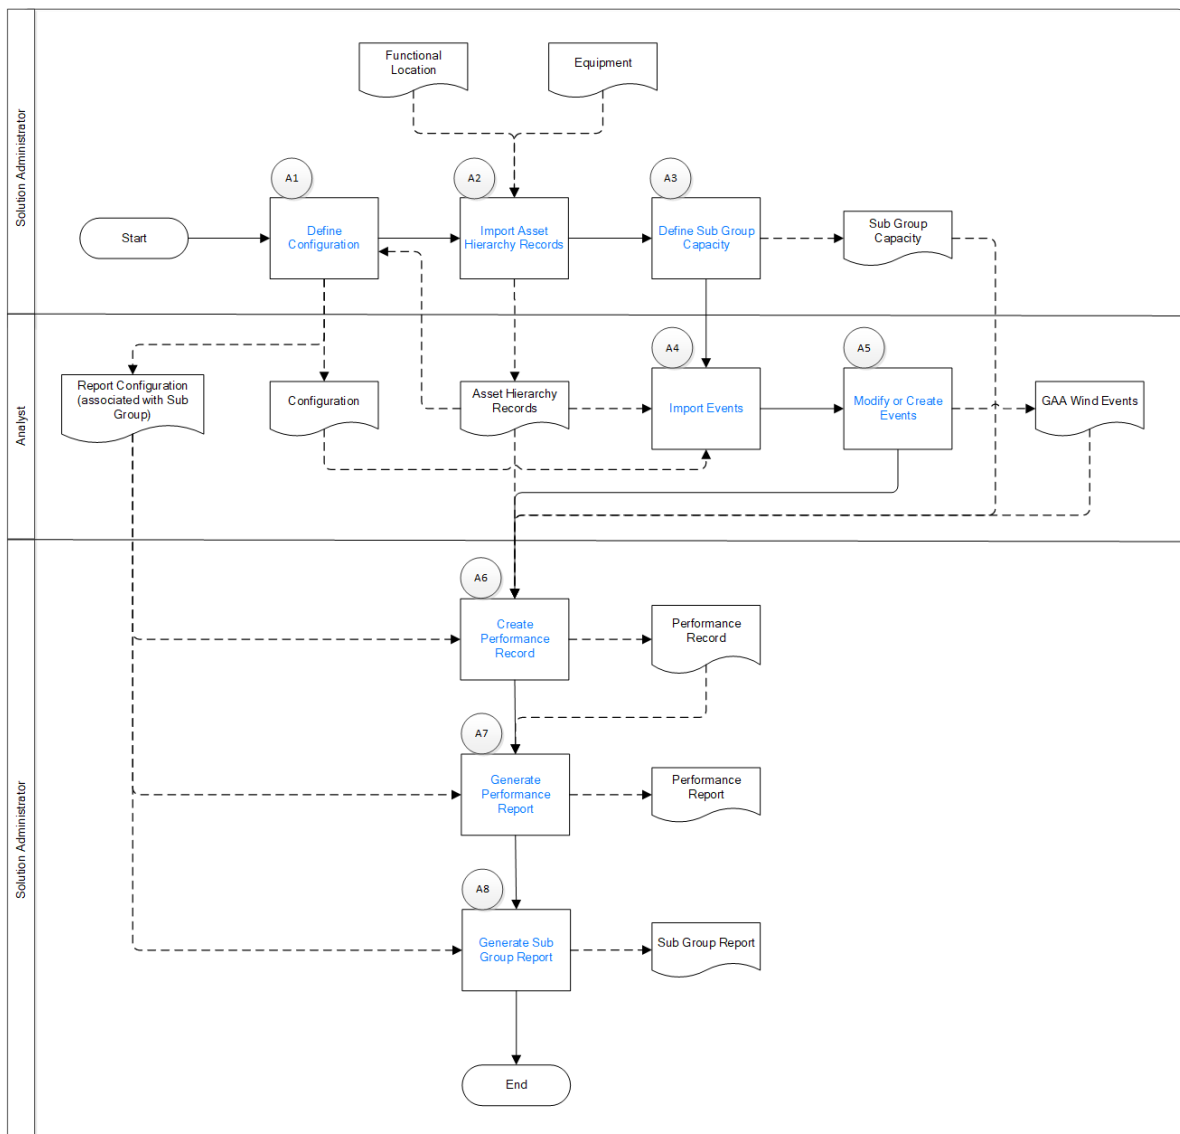 Solution Administrator
Functional
Location
Equipment
A1
A2
A3
Start
Define
Configuration
Import Asset
Hierarchy Records
Define Sub Group
Capacity
Sub Group
Capacity
Analyst
A4
A5
Report Configuration
(associated with Sub
Group)
Configuration
Asset Hierarchy
Records
Import Events
Modify or Create
Events
GAA Wind Events
Solution Administrator
A6
Create
Performance
Record
Performance
Record
A7
Generate
Performance
Report
Performance
Report
A8
Generate Sub
Group Report
Sub Group Report
End